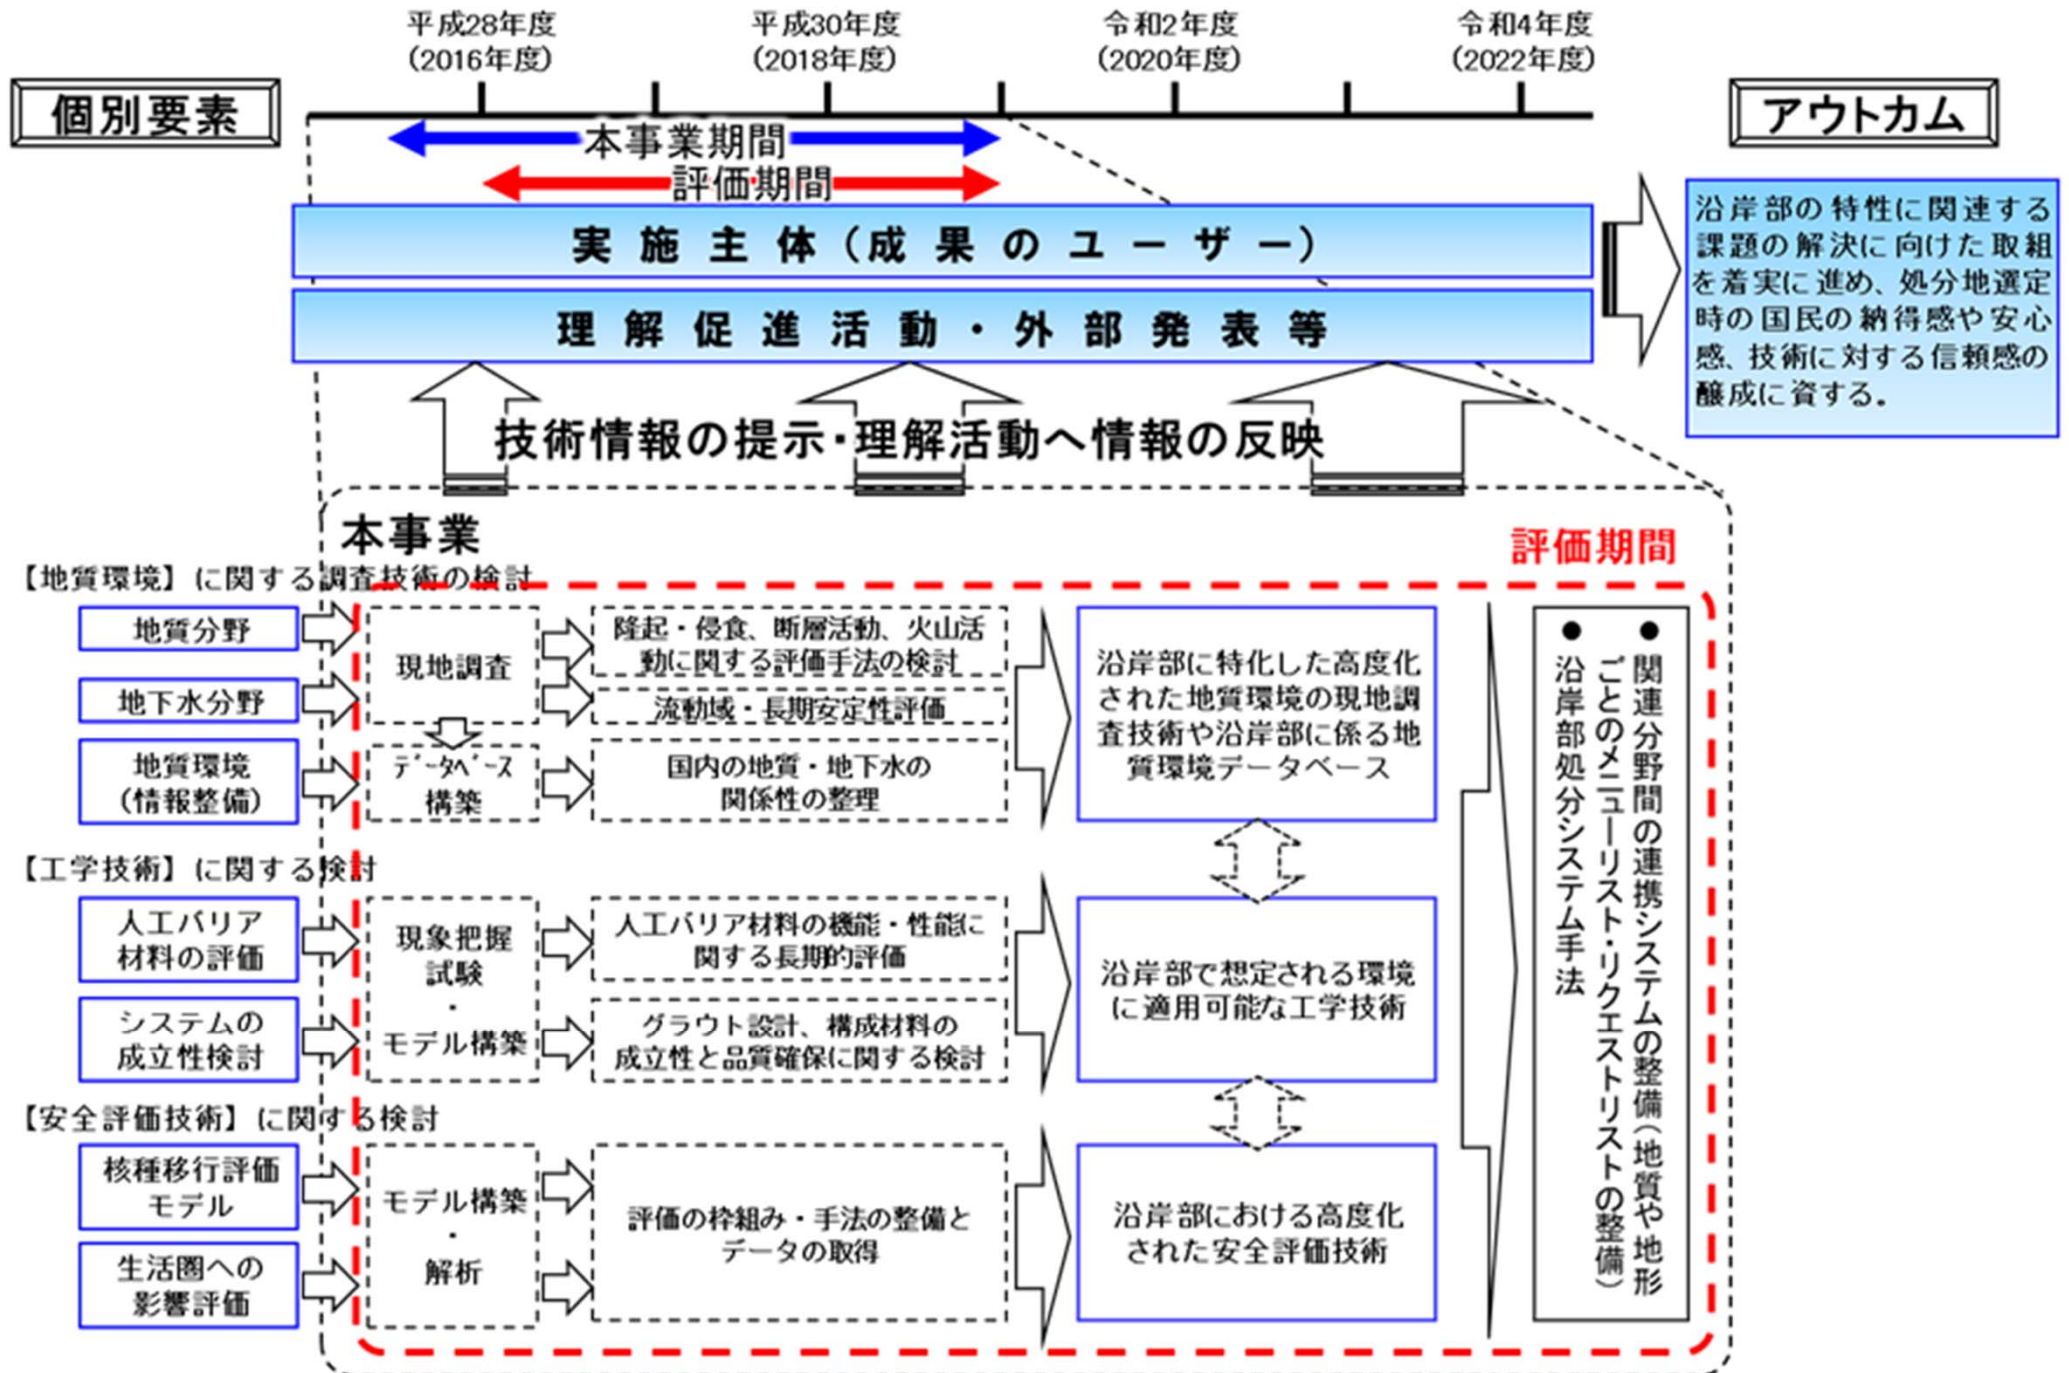 平成28年度
(2016年度)
平成30年度
(2018年度)
令和2年度
(2020年度)
令和4年度
(2022年度)
個別要素
アウトカム
本事業期間
評価期間
実施主体（成果のユーザー）
理解促進活動・外部発表等
沿岸部の特性に関連する
課題の解決に向けた取組
を着実に進め、処分地選定
時の国民の納得感や安心
感、技術に対する信頼感の
醸成に資する。
技術情報の提示・理解活動へ情報の反映
本事業
評価期間
【地質環境】に関する調査技術の検討
地質分野
地下水分野
地質環境
（情報整備）
現地調査
ﾃﾞｰﾀﾍﾞｰｽ
構築
隆起・侵食、断層活動、火山活
動に関する評価手法の検討
流動域・長期安定性評価
国内の地質・地下水の
関係性の整理
沿岸部に特化した高度化
された地質環境の現地調
査技術や沿岸部に係る地
質環境データベース
【工学技術】に関する検討
人工バリア
材料の評価
システムの
成立性検討
現象把握
試験
・
モデル構築
人工バリア材料の機能・性能に
関する長期的評価
グラウト設計、構成材料の
成立性と品質確保に関する検討
沿岸部で想定される環境
に適用可能な工学技術
【安全評価技術】に関する検討
核種移行評価
モデル
生活圏への
影響評価
モデル構築
・
解析
評価の枠組み・手法の整備と
データの取得
沿岸部における高度化
された安全評価技術
●関連分野間の連携システムの整備（地質や地形
ごとのメニューリスト・リクエストリストの整備）
●沿岸部処分システム手法